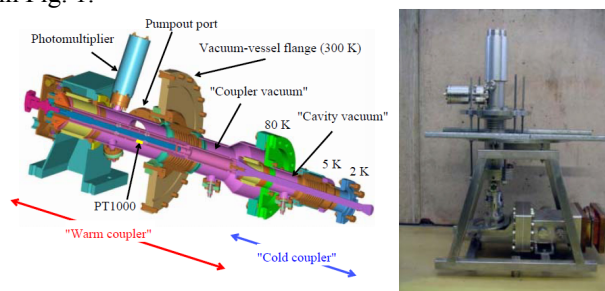 in Fig. 1.
Pumpout port
Photomultiplier
Vacuum-vessel flange (300 K)
"Coupler vacuum"
80 K
"Cavity vacuum"
5 K
2 K
PT1000
"Warm coupler"
"Cold coupler"